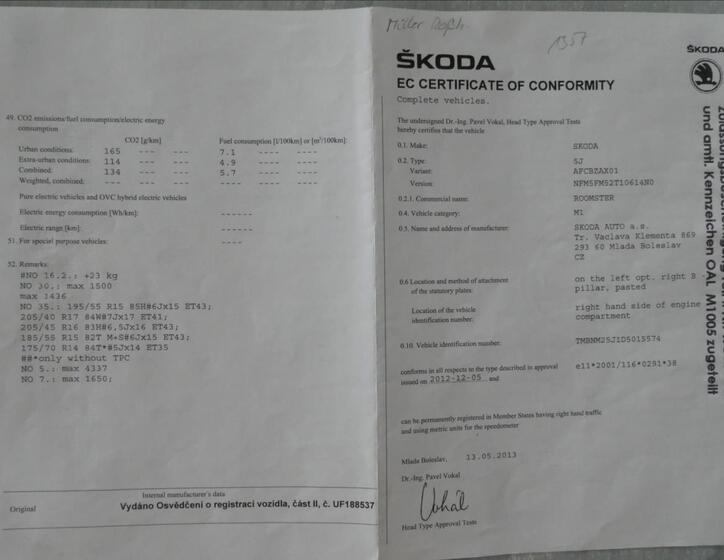 49. CO2 emissions/fuel consumption/electric energy
consumption
CO2 [g/km] Fuel consumption [l/100km] or [m³/100km]:
Urban conditions: 165 --- --- 7.1 ---- ----
Extra-urban conditions: 114 --- --- 4.9 ---- ----
Combined: 134 --- --- 5.7 ---- ----
Weighted, combined: --- --- --- ---- ---- ----
Pure electric vehicles and OVC hybrid electric vehicles
Electric energy consumption [Wh/km]: ------
Electric range [km]: ------
51. For special purpose vehicles: ----
52. Remarks:
#NO 16.2.: +23 kg
NO 30.: max 1500
max 1436
NO 35.: 195/55 R15 85H#6Jx15 ET43;
205/40 R17 84W#7Jx17 ET41;
205/45 R16 83H#6,5Jx16 ET43;
185/55 R15 82T M+S#6Jx15 ET43;
175/70 R14 84T*#5Jx14 ET35
##*only without TPC
NO 5.: max 4337
NO 7.: max 1650;
Internal manufacturer's data
Original Vydáno Osvědčení o registraci vozidla, část II, č. UF188537
Müller
1357
ŠKODA
ŠKODA
EC CERTIFICATE OF CONFORMITY
Complete vehicles.
The undersigned Dr.-Ing. Pavel Vokal, Head Type Approval Tests
hereby certifies that the vehicle
0.1. Make: SKODA
0.2. Type: 5J
Variant: AFCBZAX01
Version: NFM5FM52T10614N0
0.2.1. Commercial name: ROOMSTER
0.4. Vehicle category: M1
0.5. Name and address of manufacturer: SKODA AUTO a.s.
Tr. Vaclava Klementa 869
293 60 Mlada Boleslav
CZ
0.6 Location and method of attachment on the left opt. right B -
of the statutory plates: pillar, pasted
Location of the vehicle right hand side of engine
identification number: compartment
0.10. Vehicle identification number: TMBNM25J1D5015574
conforms in all respects to the type described in approval e11*2001/116*0291*38
issued on 2012-12-05 and
can be permanently registered in Member States having right hand traffic
and using metric units for the speedometer
Mlada Boleslav, 13.05.2013
Dr.-Ing. Pavel Vokal
Head Type Approval Tests
und amtl. Kennzeichen OAL M1005 zugeteilt